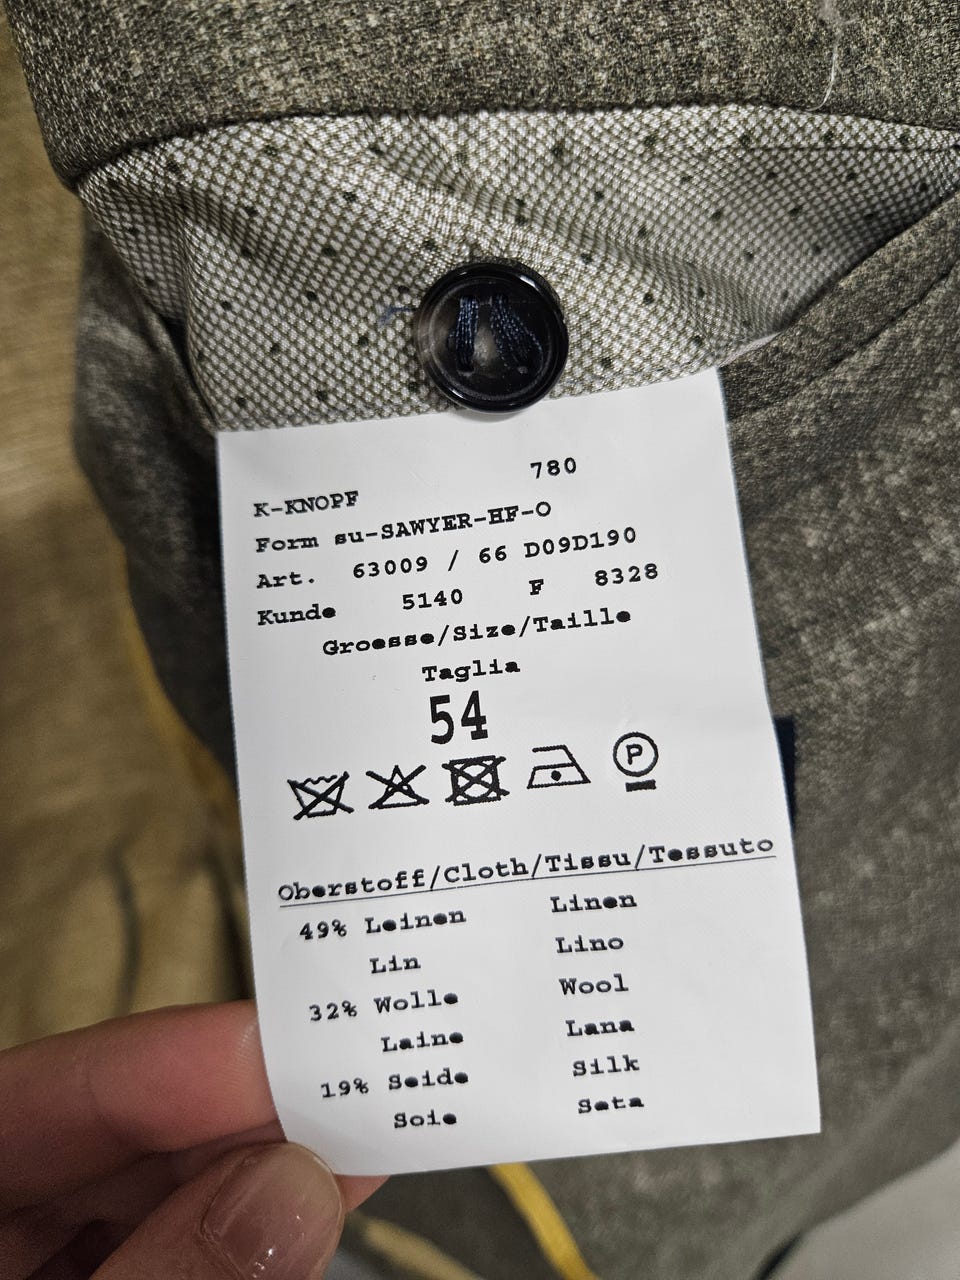 780
K-KNOPF
Form su-SAWYER-HF-O
Art. 63009 / 66 D09D190
Kunde 5140 F 8328
Groesse/Size/Taille
Taglia
54
P
Oberstoff/Cloth/Tissu/Tessuto
49% Leinen Linen
Lin Lino
32% Wolle Wool
Laine Lana
19% Seide Silk
Soie Seta